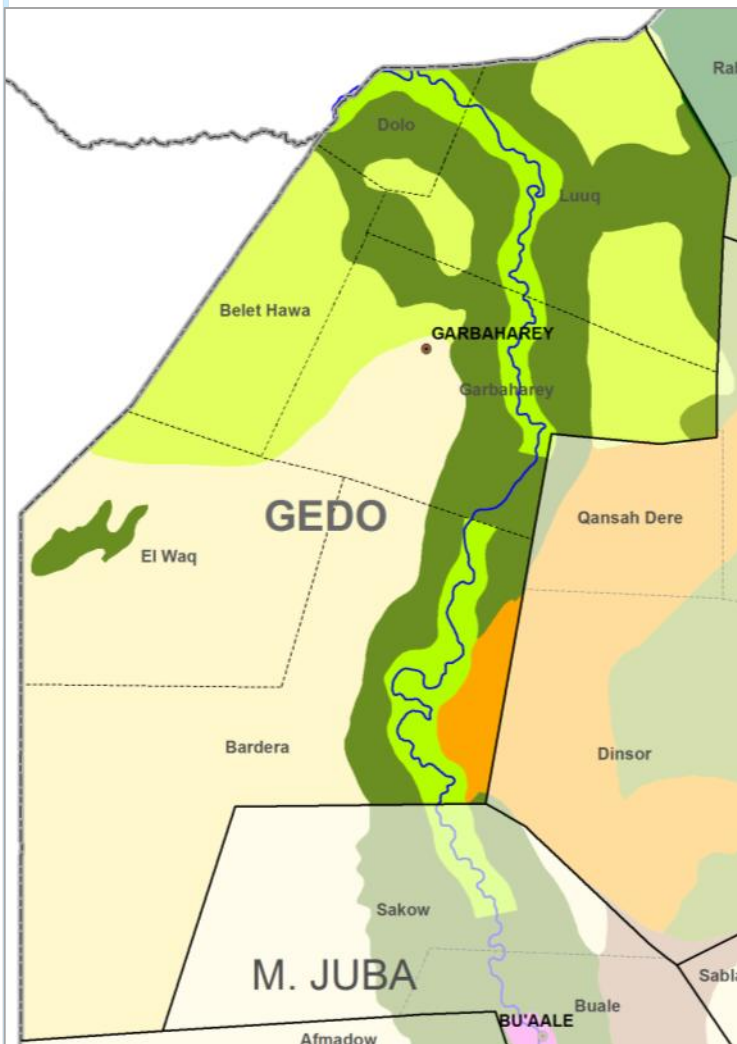 Ral
Dolo
Luuq
Belet Hawa
GARBAHAREY
Garbaharey
GEDO
Qansah Dere
El Waq
Bardera
Dinsor
Sakow
M. JUBA
Sabla
Buale
BU'AALE
Afmadow